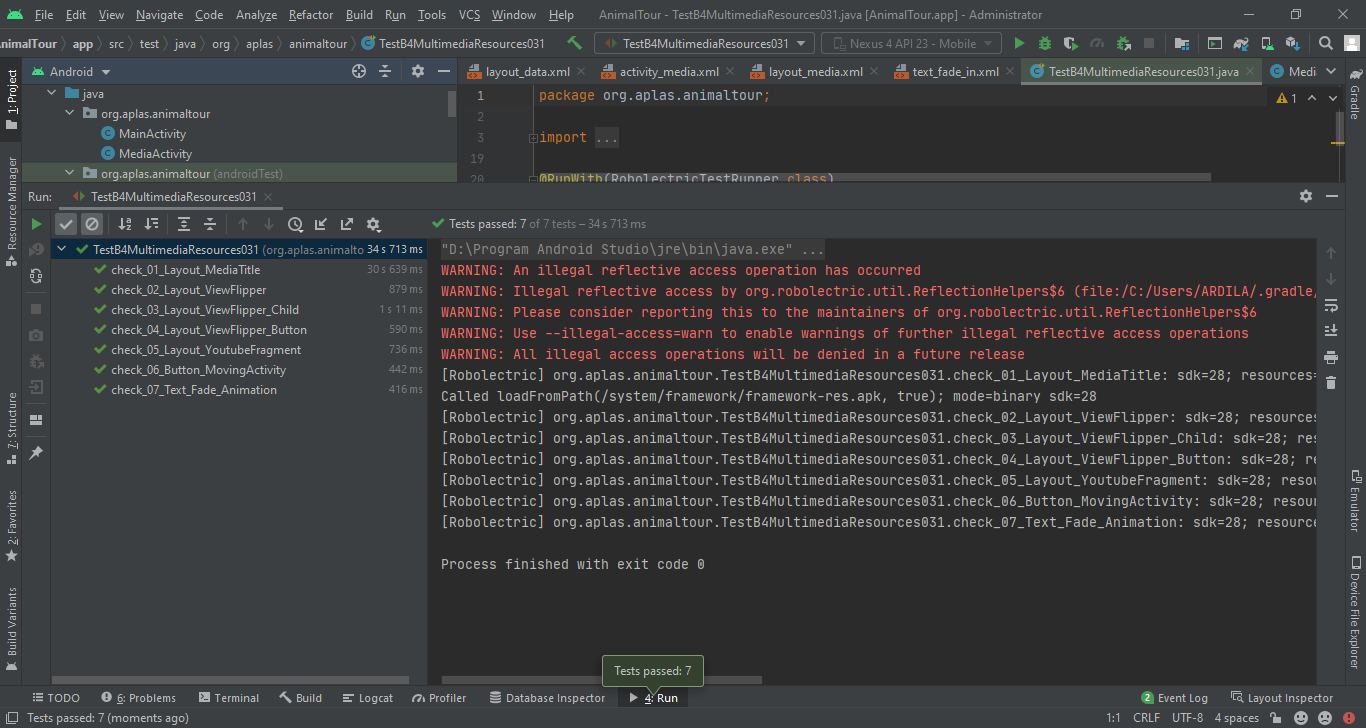 File Edit View Navigate Code Analyze Refactor Build Run Tools VCS Window Help AnimalTour - TestB4MultimediaResources031.java [AnimalTour.app] - Administrator
nimalTour app src test java org aplas animaltour TestB4MultimediaResources031 TestB4MultimediaResources031 Nexus 4 API 23 - Mobile
1: Project
Resource Manager
7: Structure
2: Favorites
Build Variants
Android
java
org.aplas.animaltour
MainActivity
MediaActivity
org.aplas.animaltour (androidTest)
layout_data.xml activity_media.xml layout_media.xml text_fade_in.xml TestB4MultimediaResources031.java Medi
1 package org.aplas.animaltour;
2
3 import ...
19
20 @RunWith(RobolectricTestRunner.class)
1
Gradle
Emulator
Device File Explorer
Run: TestB4MultimediaResources031
Tests passed: 7 of 7 tests – 34 s 713 ms
TestB4MultimediaResources031 (org.aplas.animalto 34 s 713 ms
check_01_Layout_MediaTitle 30 s 639 ms
check_02_Layout_ViewFlipper 879 ms
check_03_Layout_ViewFlipper_Child 1 s 11 ms
check_04_Layout_ViewFlipper_Button 590 ms
check_05_Layout_YoutubeFragment 736 ms
check_06_Button_MovingActivity 442 ms
check_07_Text_Fade_Animation 416 ms
"D:\Program Android Studio\jre\bin\java.exe" ...
WARNING: An illegal reflective access operation has occurred
WARNING: Illegal reflective access by org.robolectric.util.ReflectionHelpers$6 (file:/C:/Users/ARDILA/.gradle/
WARNING: Please consider reporting this to the maintainers of org.robolectric.util.ReflectionHelpers$6
WARNING: Use --illegal-access=warn to enable warnings of further illegal reflective access operations
WARNING: All illegal access operations will be denied in a future release
[Robolectric] org.aplas.animaltour.TestB4MultimediaResources031.check_01_Layout_MediaTitle: sdk=28; resources=
Called loadFromPath(/system/framework/framework-res.apk, true); mode=binary sdk=28
[Robolectric] org.aplas.animaltour.TestB4MultimediaResources031.check_02_Layout_ViewFlipper: sdk=28; resources
[Robolectric] org.aplas.animaltour.TestB4MultimediaResources031.check_03_Layout_ViewFlipper_Child: sdk=28; res
[Robolectric] org.aplas.animaltour.TestB4MultimediaResources031.check_04_Layout_ViewFlipper_Button: sdk=28; re
[Robolectric] org.aplas.animaltour.TestB4MultimediaResources031.check_05_Layout_YoutubeFragment: sdk=28; resou
[Robolectric] org.aplas.animaltour.TestB4MultimediaResources031.check_06_Button_MovingActivity: sdk=28; resour
[Robolectric] org.aplas.animaltour.TestB4MultimediaResources031.check_07_Text_Fade_Animation: sdk=28; resource
Process finished with exit code 0
Tests passed: 7
TODO 6: Problems Terminal Build Logcat Profiler Database Inspector 4: Run 2 Event Log Layout Inspector
Tests passed: 7 (moments ago) 1:1 CRLF UTF-8 4 spaces